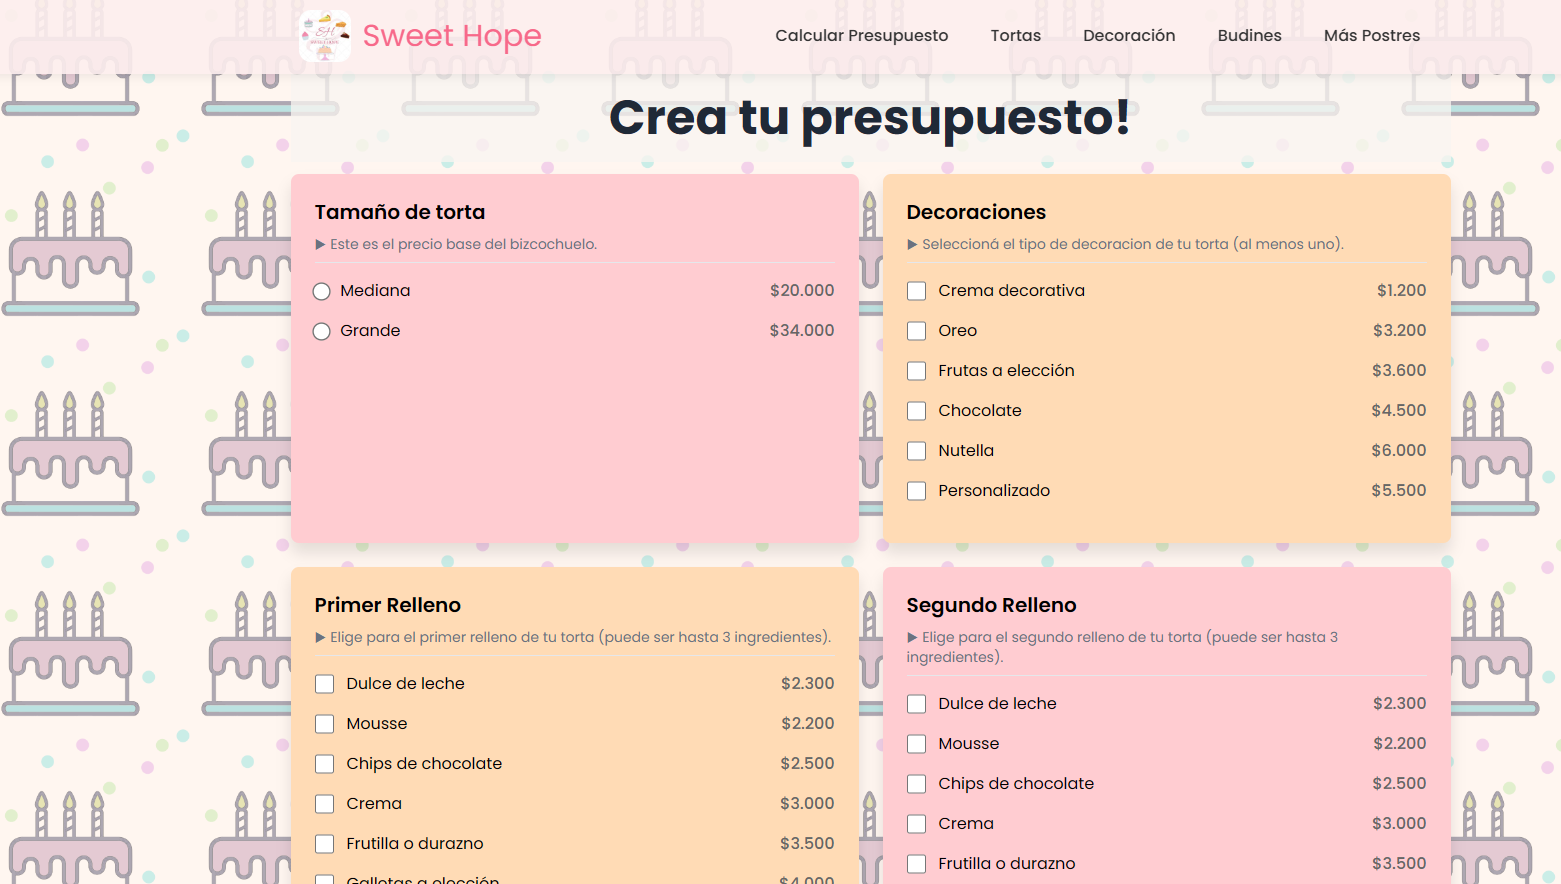 Sweet Hope
Calcular Presupuesto
Tortas
Decoración
Budines
Más Postres
Crea tu presupuesto!
Tamaño de torta
▶ Este es el precio base del bizcochuelo.
Mediana $20.000
Grande $34.000
Decoraciones
▶ Seleccioná el tipo de decoracion de tu torta (al menos uno).
Crema decorativa $1.200
Oreo $3.200
Frutas a elección $3.600
Chocolate $4.500
Nutella $6.000
Personalizado $5.500
Primer Relleno
▶ Elige para el primer relleno de tu torta (puede ser hasta 3 ingredientes).
Dulce de leche $2.300
Mousse $2.200
Chips de chocolate $2.500
Crema $3.000
Frutilla o durazno $3.500
Galletas a elección $4.000
Segundo Relleno
▶ Elige para el segundo relleno de tu torta (puede ser hasta 3
ingredientes).
Dulce de leche $2.300
Mousse $2.200
Chips de chocolate $2.500
Crema $3.000
Frutilla o durazno $3.500